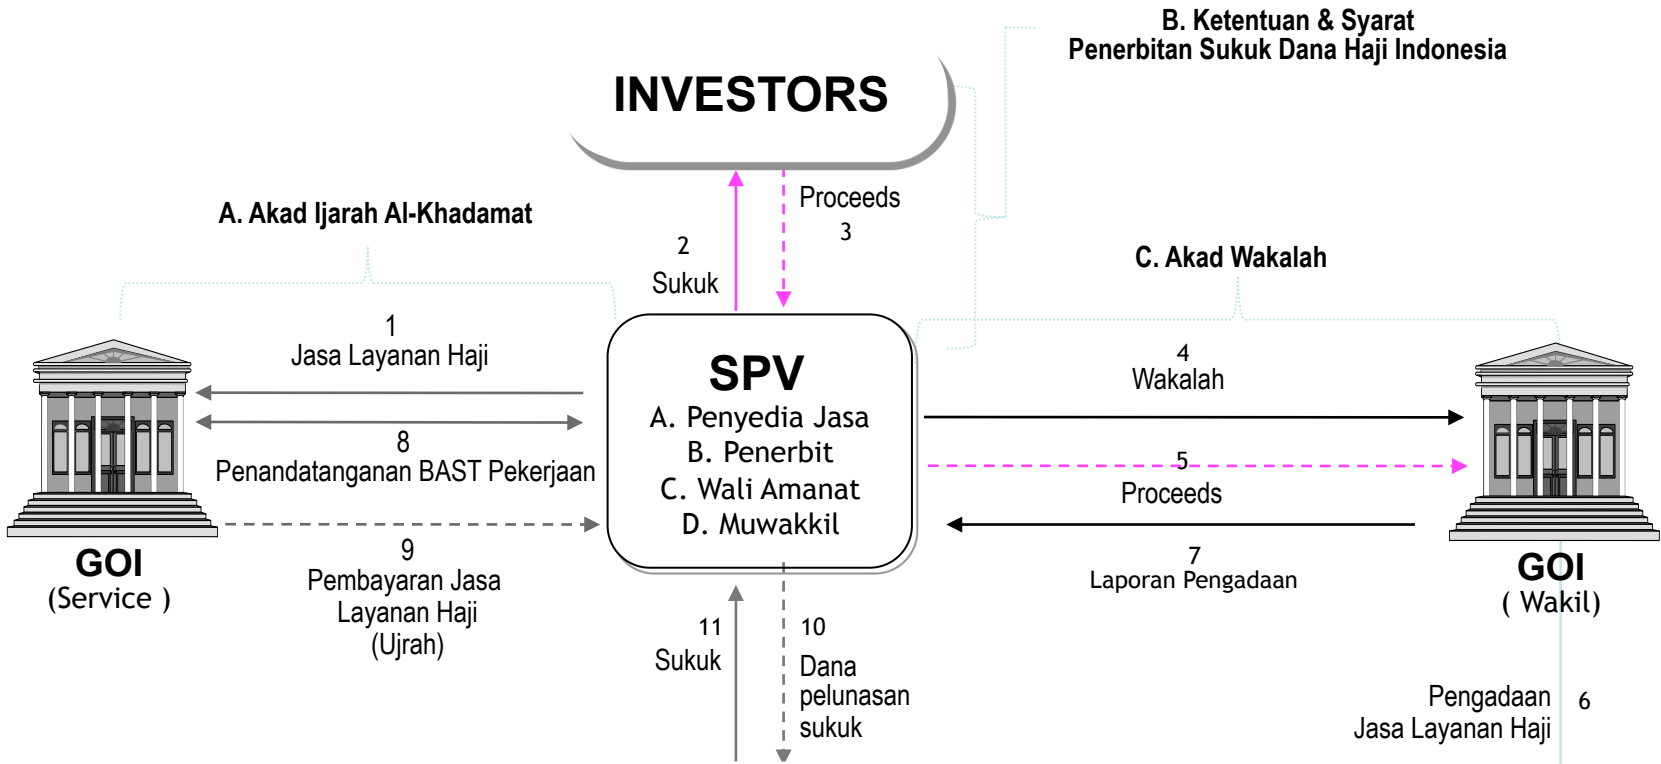 B. Ketentuan & Syarat
Penerbitan Sukuk Dana Haji Indonesia
INVESTORS
A. Akad Ijarah Al-Khadamat
Proceeds
3
2
Sukuk
C. Akad Wakalah
1
Jasa Layanan Haji
8
Penandatanganan BAST Pekerjaan
9
Pembayaran Jasa
Layanan Haji
(Ujrah)
GOI
(Service )
SPV
A. Penyedia Jasa
B. Penerbit
C. Wali Amanat
D. Muwakkil
4
Wakalah
5
Proceeds
7
Laporan Pengadaan
GOI
( Wakil)
11
Sukuk
10
Dana
pelunasan
sukuk
Pengadaan
Jasa Layanan Haji
6